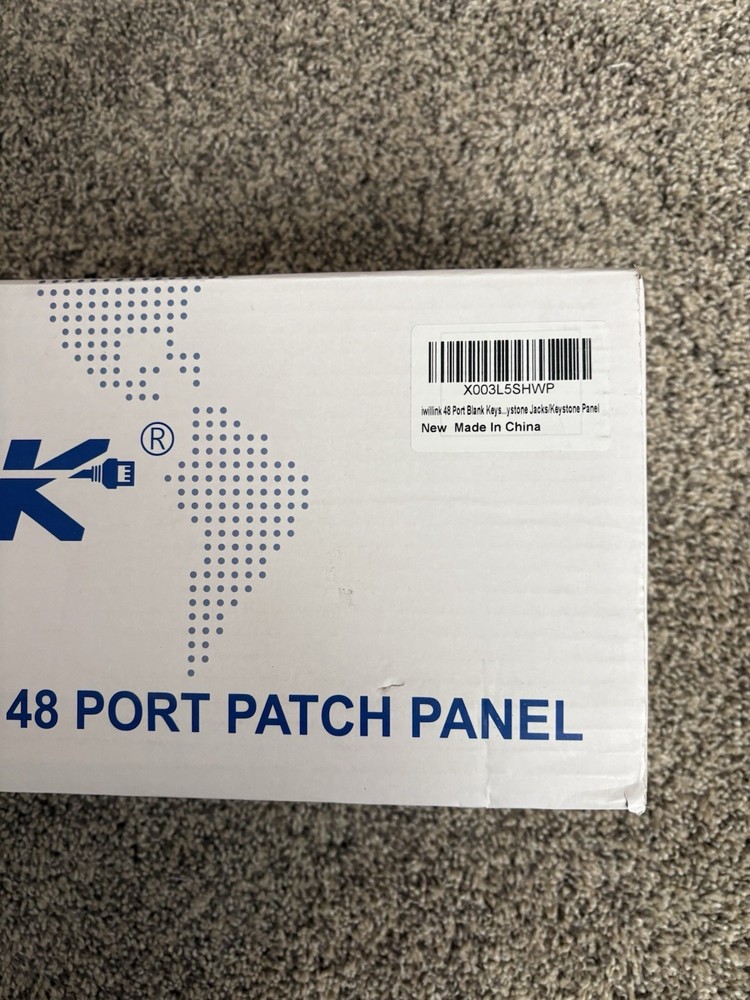 X003L5SHWP
iwillink 48 Port Blank Keys...ystone Jacks/Keystone Panel
New Made In China
K®
48 PORT PATCH PANEL